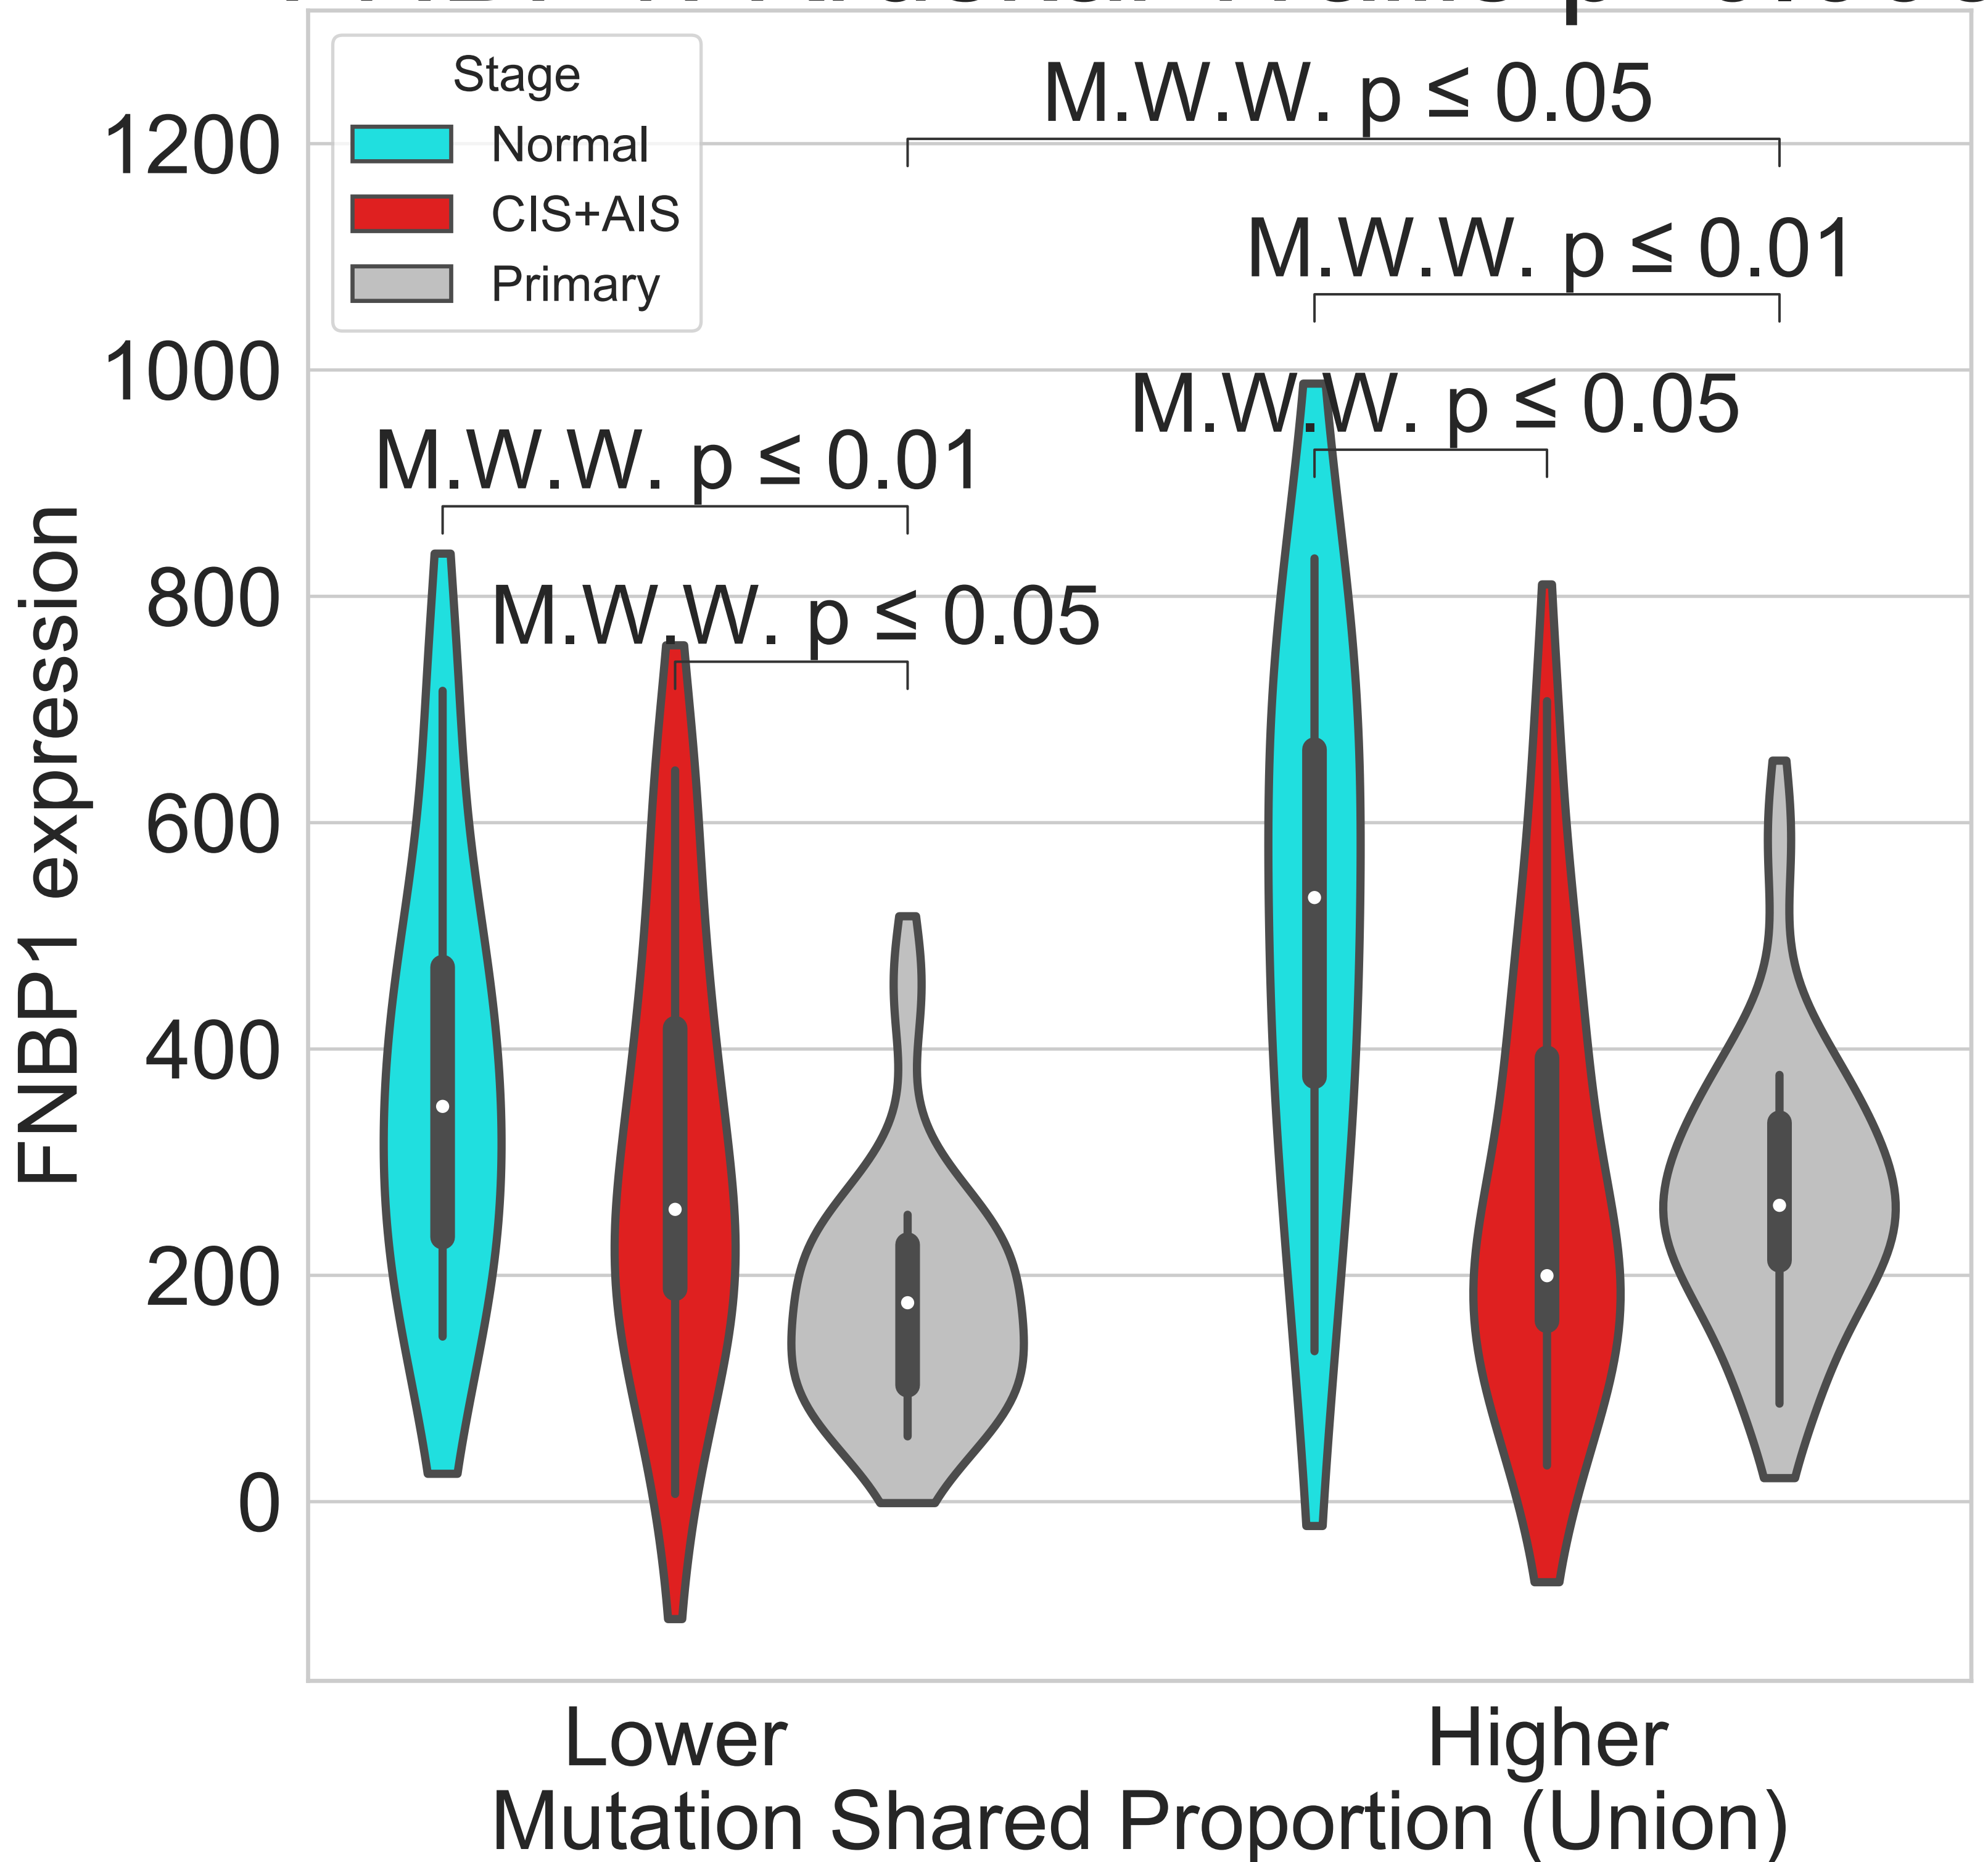 Stage
Normal
CIS+AIS
Primary
M.W.W. p ≤ 0.05
M.W.W. p ≤ 0.01
M.W.W. p ≤ 0.05
M.W.W. p ≤ 0.01
M.W.W. p ≤ 0.05
1200
1000
800
600
400
200
0
FNBP1 expression
Lower
Higher
Mutation Shared Proportion (Union)